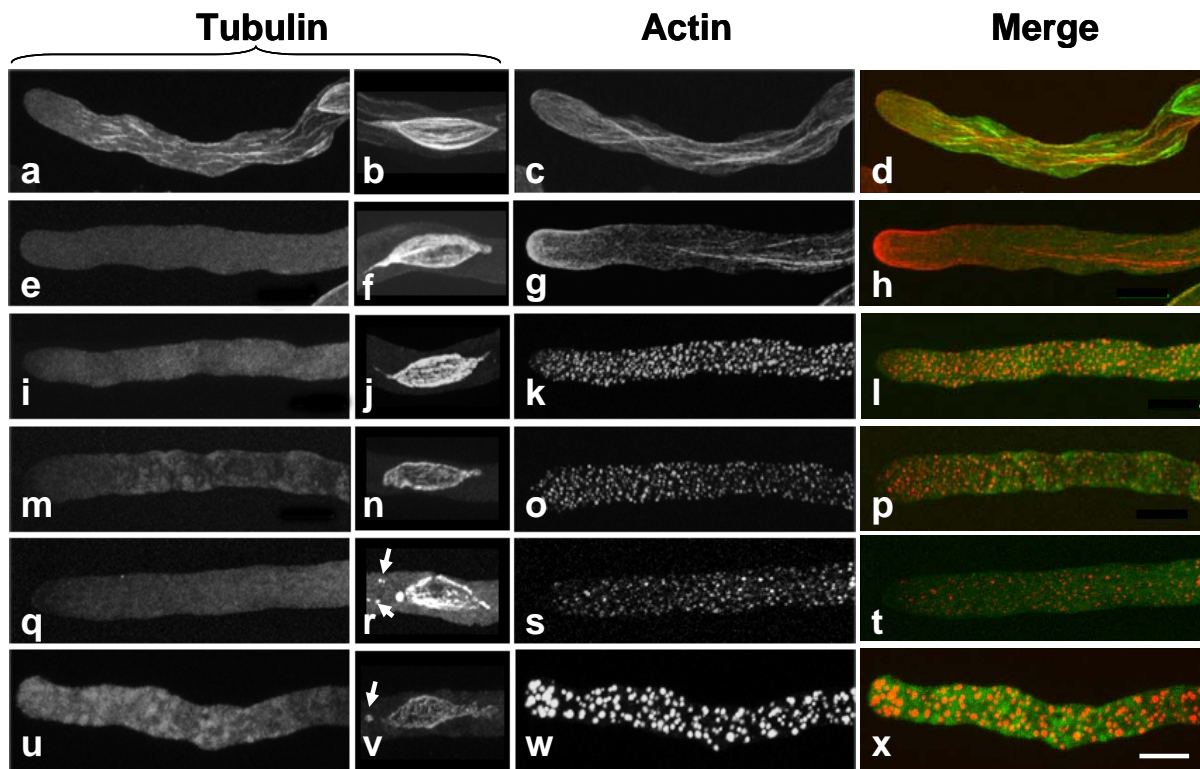 Tubulin Actin Merge
a b c d
e f g h
i j k l
m n o p
q r s t
u v w x